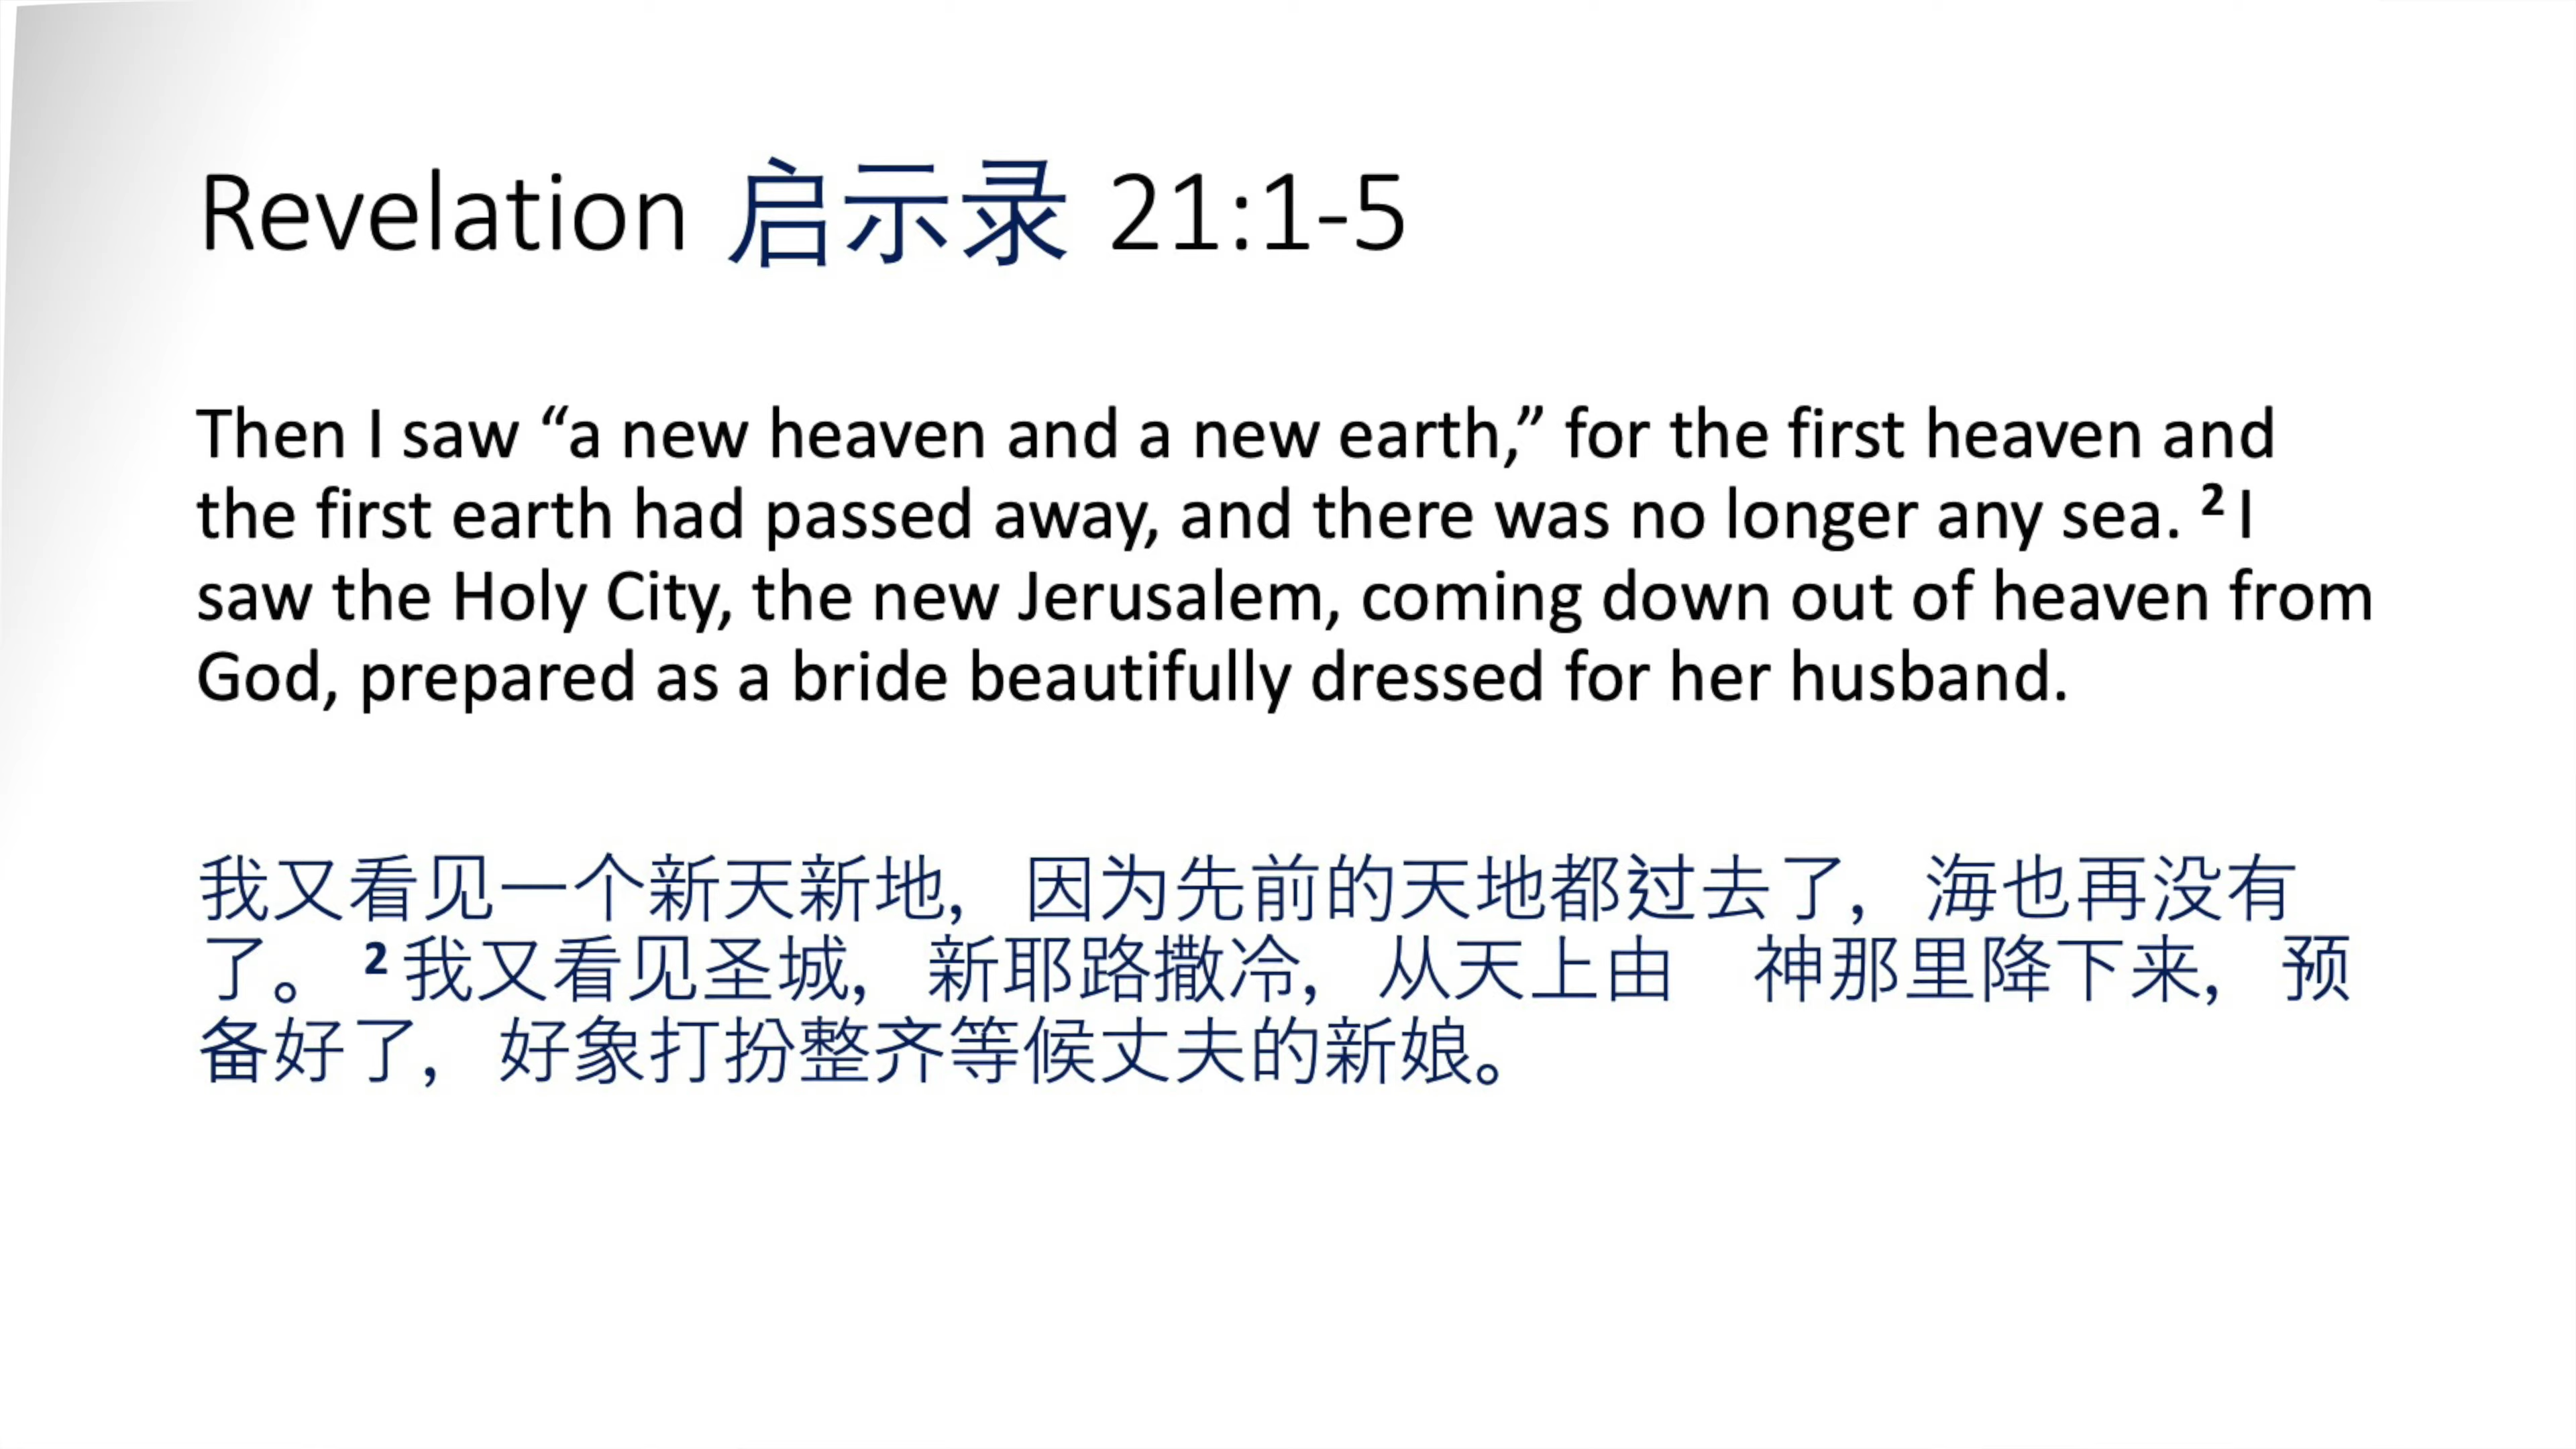 Revelation 启示录 21:1-5
Then I saw “a new heaven and a new earth,” for the first heaven and
the first earth had passed away, and there was no longer any sea. ² I
saw the Holy City, the new Jerusalem, coming down out of heaven from
God, prepared as a bride beautifully dressed for her husband.
我又看见一个新天新地，因为先前的天地都过去了，海也再没有
了。 ² 我又看见圣城，新耶路撒冷，从天上由　神那里降下来，预
备好了，好象打扮整齐等候丈夫的新娘。